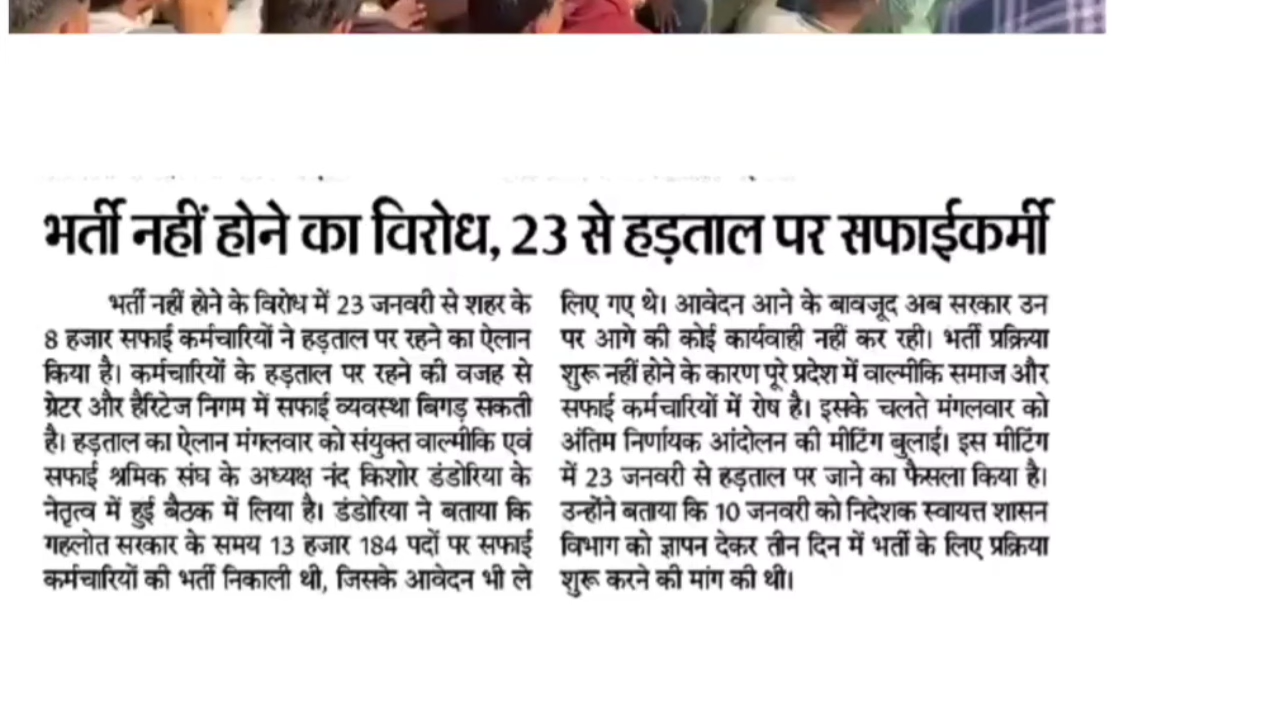 भर्ती नहीं होने का विरोध, 23 से हड़ताल पर सफाईकर्मी
भर्ती नहीं होने के विरोध में 23 जनवरी से शहर के
8 हजार सफाई कर्मचारियों ने हड़ताल पर रहने का ऐलान
किया है। कर्मचारियों के हड़ताल पर रहने की वजह से
ग्रेटर और हैरिटेज निगम में सफाई व्यवस्था बिगड़ सकती
है। हड़ताल का ऐलान मंगलवार को संयुक्त वाल्मीकि एवं
सफाई श्रमिक संघ के अध्यक्ष नंद किशोर डंडोरिया के
नेतृत्व में हुई बैठक में लिया है। डंडोरिया ने बताया कि
गहलोत सरकार के समय 13 हजार 184 पदों पर सफाई
कर्मचारियों की भर्ती निकाली थी, जिसके आवेदन भी ले
लिए गए थे। आवेदन आने के बावजूद अब सरकार उन
पर आगे की कोई कार्यवाही नहीं कर रही। भर्ती प्रक्रिया
शुरू नहीं होने के कारण पूरे प्रदेश में वाल्मीकि समाज और
सफाई कर्मचारियों में रोष है। इसके चलते मंगलवार को
अंतिम निर्णायक आंदोलन की मीटिंग बुलाई। इस मीटिंग
में 23 जनवरी से हड़ताल पर जाने का फैसला किया है।
उन्होंने बताया कि 10 जनवरी को निदेशक स्वायत्त शासन
विभाग को ज्ञापन देकर तीन दिन में भर्ती के लिए प्रक्रिया
शुरू करने की मांग की थी।